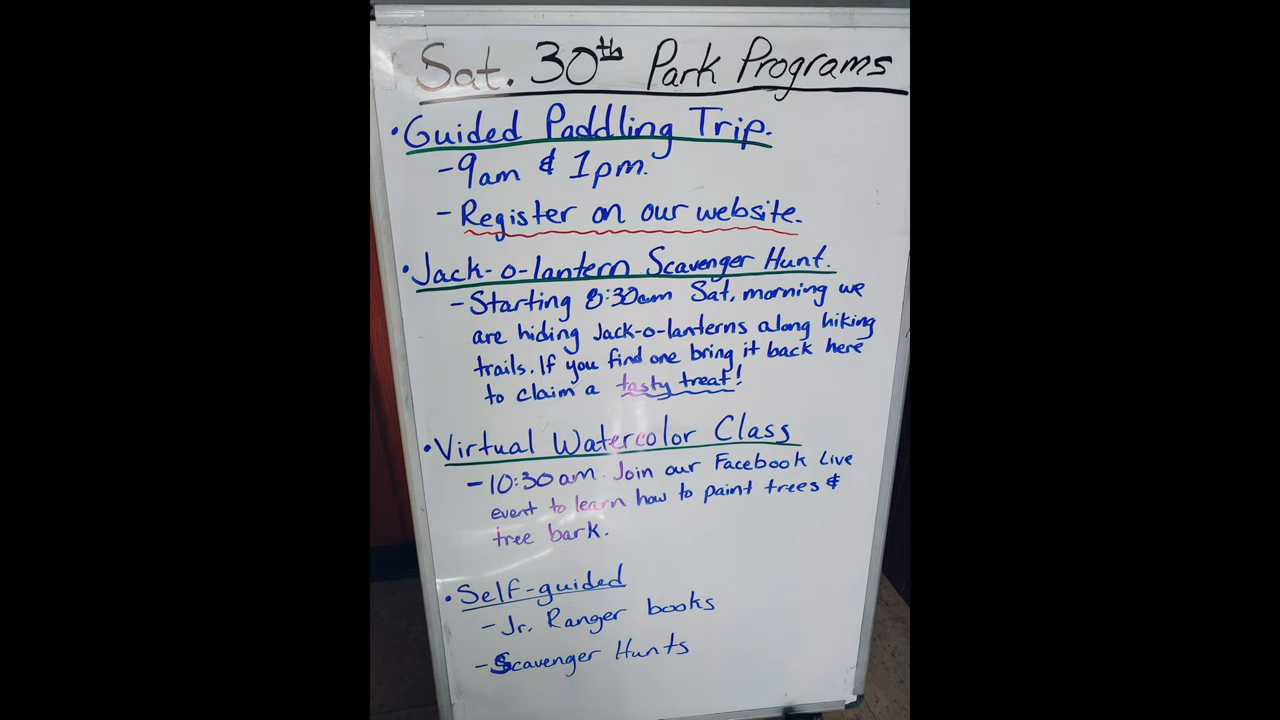 Sat. 30th Park Programs
• Guided Paddling Trip.
- 9am & 1pm.
- Register on our website.
• Jack-o-lantern Scavenger Hunt.
- Starting 8:30am Sat, morning we
are hiding Jack-o-lanterns along hiking
trails. If you find one bring it back here
to claim a tasty treat!
• Virtual Watercolor Class
- 10:30am. Join our Facebook Live
event to learn how to paint trees &
tree bark.
• Self-guided
- Jr. Ranger books
- Scavenger Hunts